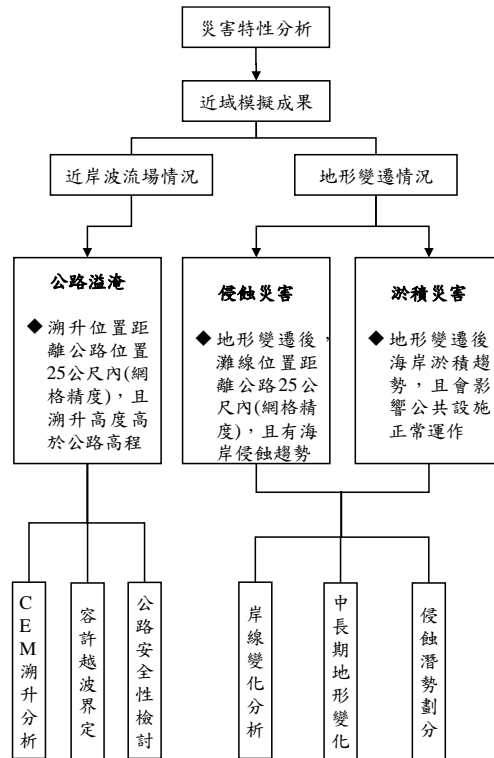 災害特性分析
近域模擬成果
近岸波流場情況
地形變遷情況
公路溢淹
◆ 溯升位置距
離公路位置
25公尺內(網
格精度)，且
溯升高度高
於公路高程
侵蝕災害
◆ 地形變遷後，
灘線位置距
離公路25公
尺內(網格精
度)，且有海
岸侵蝕趨勢
淤積災害
◆ 地形變遷後
海岸淤積趨
勢，且會影
響公共設施
正常運作
CEM溯升分析
容許越波界定
公路安全性檢討
岸線變化分析
中長期地形變化
侵蝕潛勢劃分